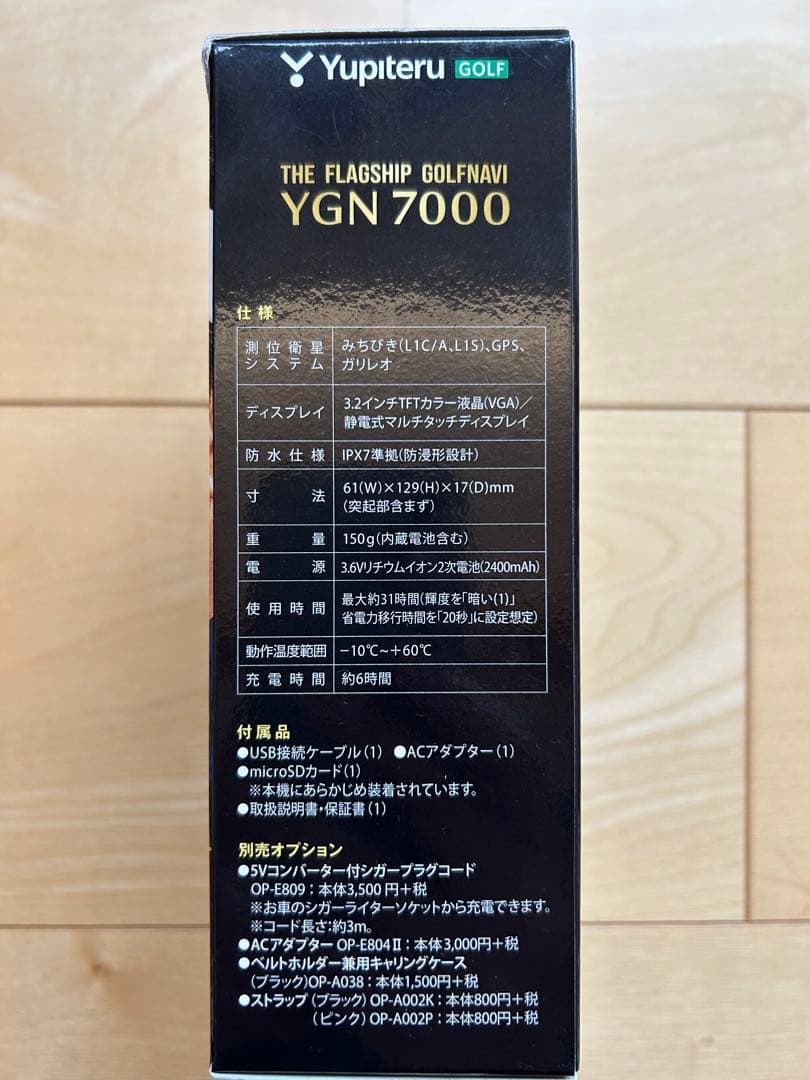 Yupiteru GOLF
THE FLAGSHIP GOLFNAVI
YGN 7000
仕様
測位衛星システム みちびき(L1C/A、L1S)、GPS、
ガリレオ
ディスプレイ 3.2インチTFTカラー液晶(VGA)／
静電式マルチタッチディスプレイ
防水仕様 IPX7準拠(防浸形設計)
寸法 61(W)×129(H)×17(D)mm
(突起部含まず)
重量 150g(内蔵電池含む)
電源 3.6Vリチウムイオン2次電池(2400mAh)
使用時間 最大約31時間(輝度を「暗い(1)」
省電力移行時間を「20秒」に設定想定)
動作温度範囲 −10℃~+60℃
充電時間 約6時間
付属品
●USB接続ケーブル(1) ●ACアダプター(1)
●microSDカード(1)
※本機にあらかじめ装着されています。
●取扱説明書・保証書(1)
別売オプション
●5Vコンバーター付シガープラグコード
OP-E809：本体3,500円+税
※お車のシガーライターソケットから充電できます。
※コード長さ：約3m。
●ACアダプター OP-E804Ⅱ：本体3,000円+税
●ベルトホルダー兼用キャリングケース
(ブラック)OP-A038：本体1,500円+税
●ストラップ(ブラック) OP-A002K：本体800円+税
(ピンク) OP-A002P：本体800円+税